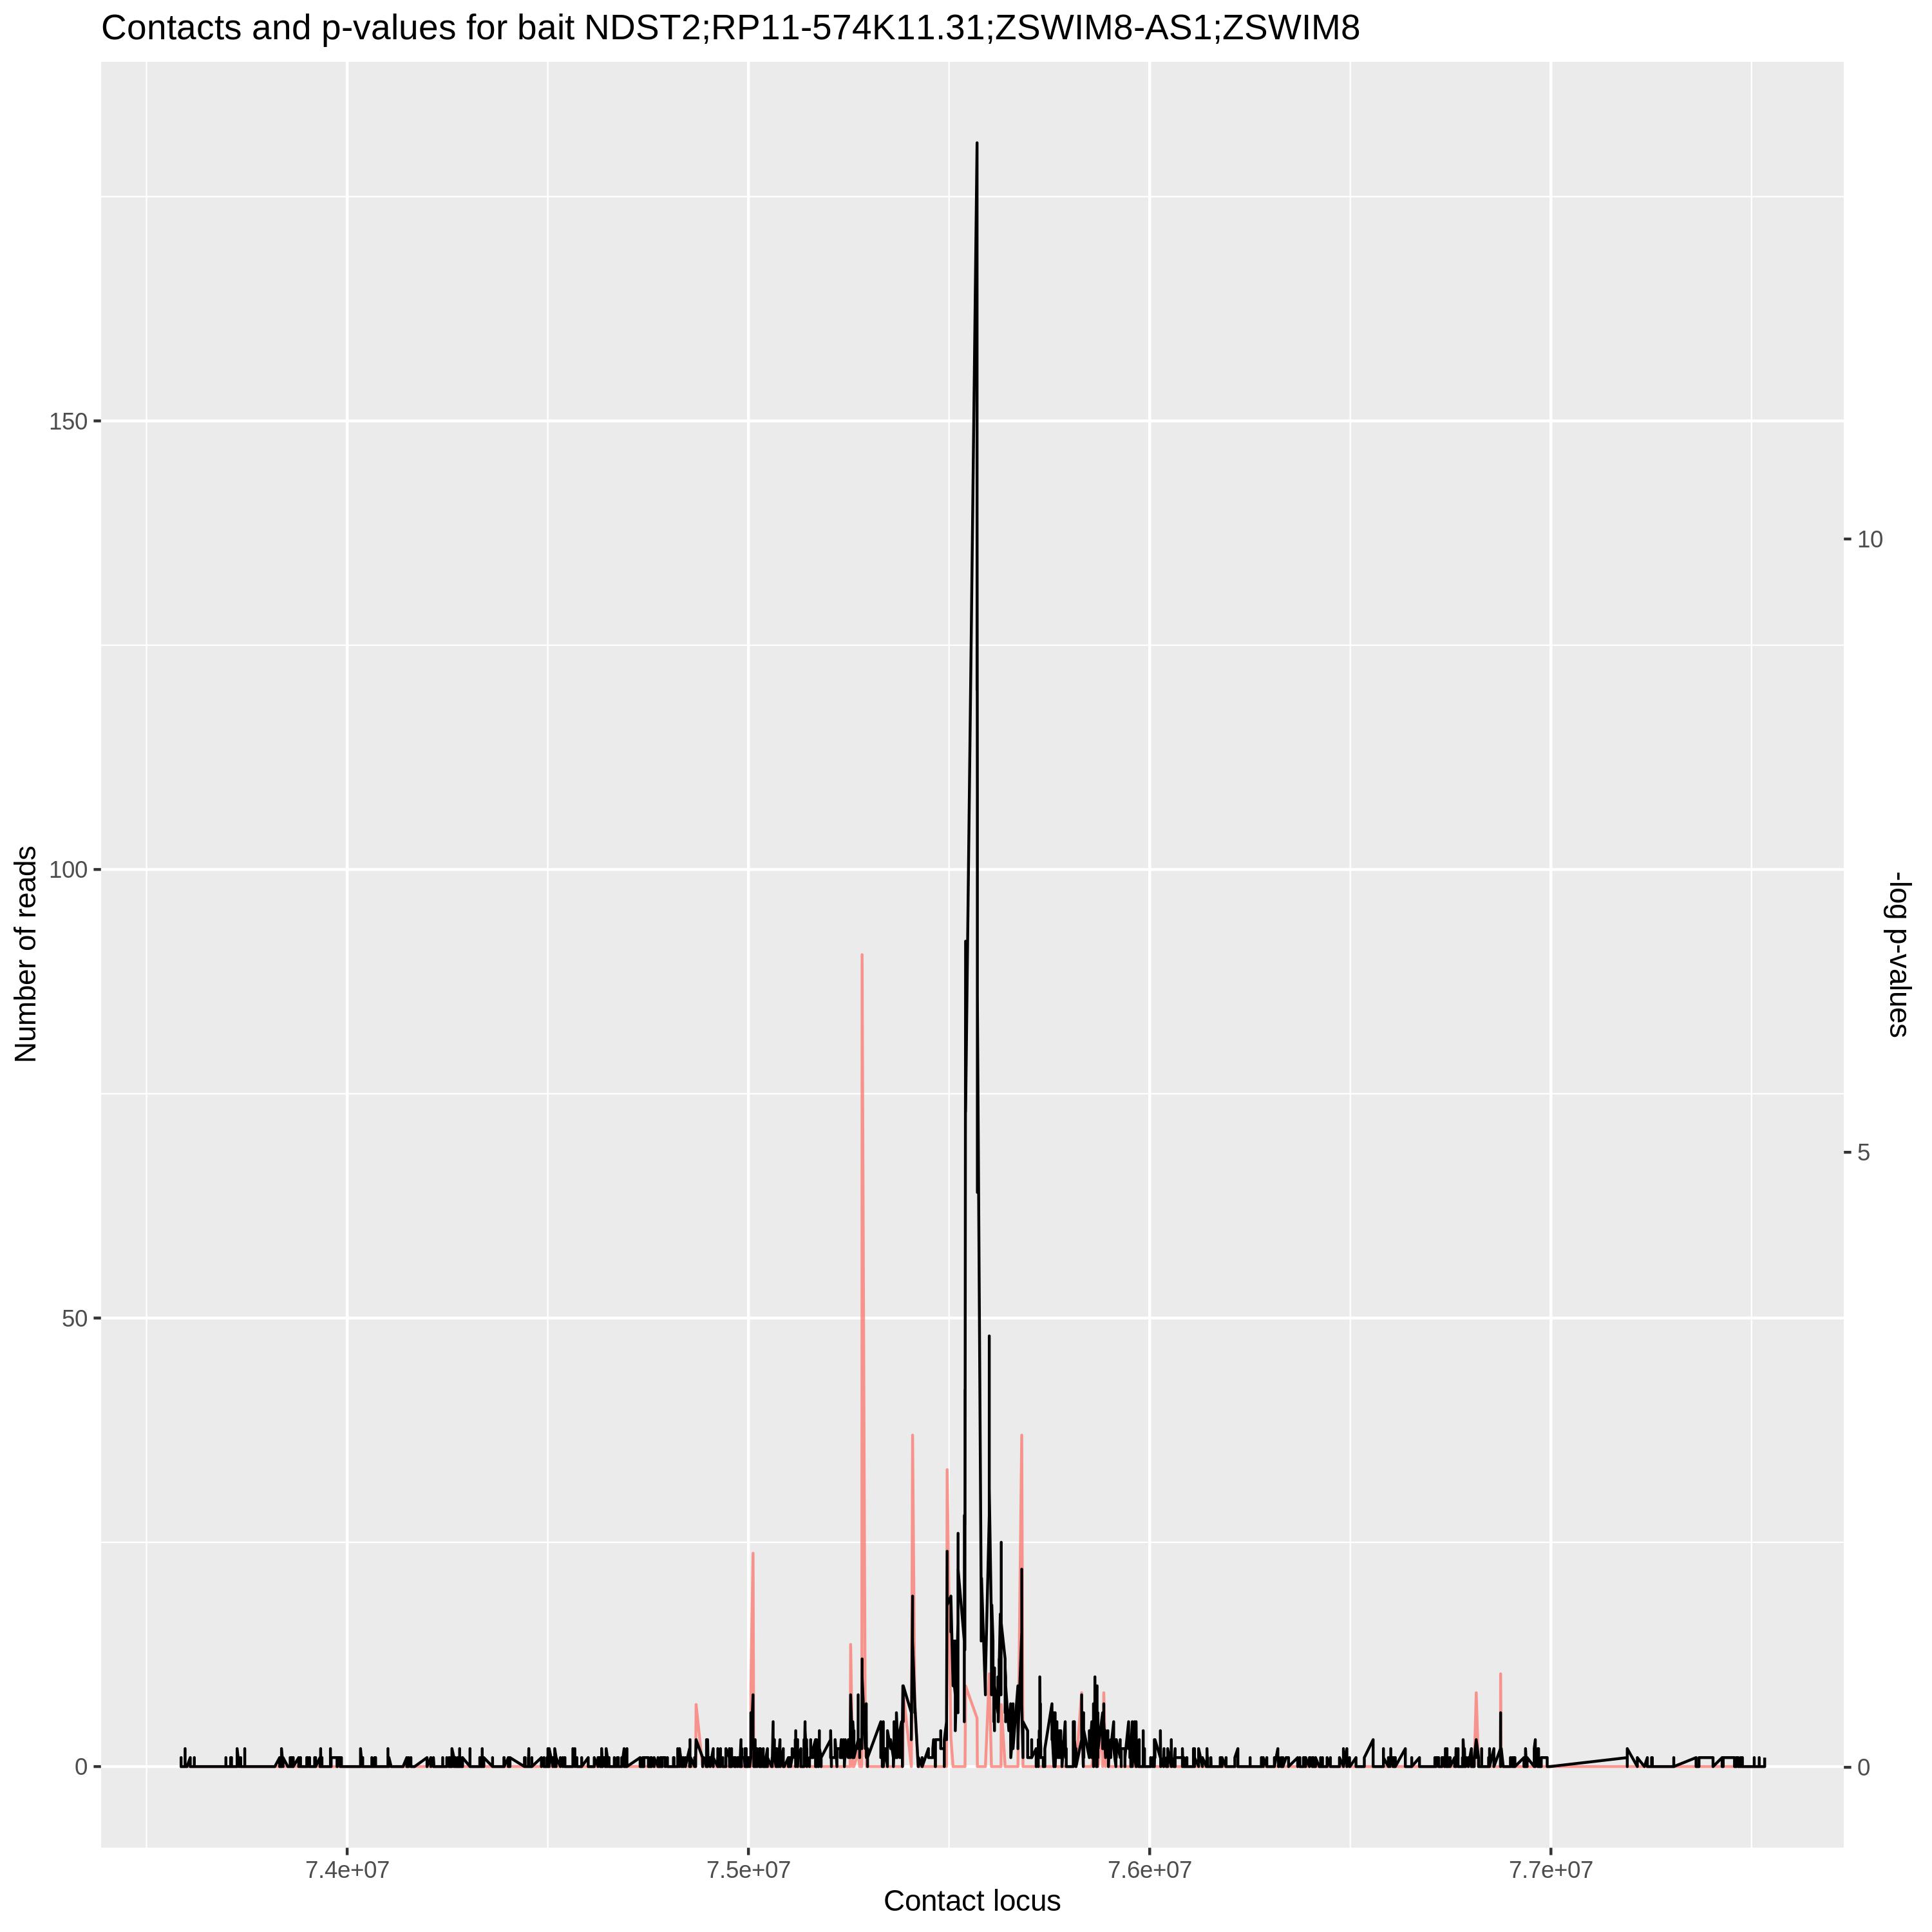 Contacts and p-values for bait NDST2;RP11-574K11.31;ZSWIM8-AS1;ZSWIM8
Number of reads
150
100
50
0
10
5
0
-log p-values
7.4e+07 7.5e+07 7.6e+07 7.7e+07
Contact locus